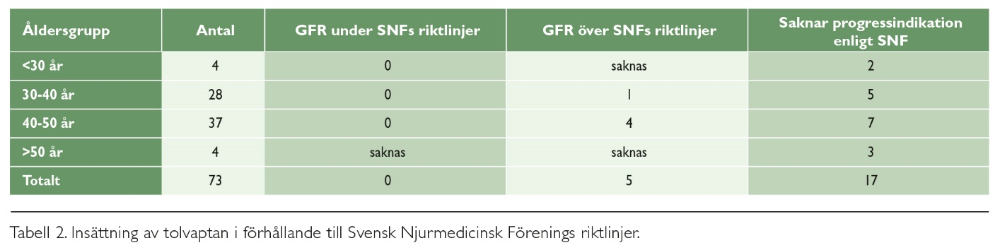 Åldersgrupp Antal GFR under SNFs riktlinjer GFR över SNFs riktlinjer Saknar progressindikation
enligt SNF
<30 år 4 0 saknas 2
30-40 år 28 0 1 5
40-50 år 37 0 4 7
>50 år 4 saknas saknas 3
Totalt 73 0 5 17
Tabell 2. Insättning av tolvaptan i förhållande till Svensk Njurmedicinsk Förenings riktlinjer.